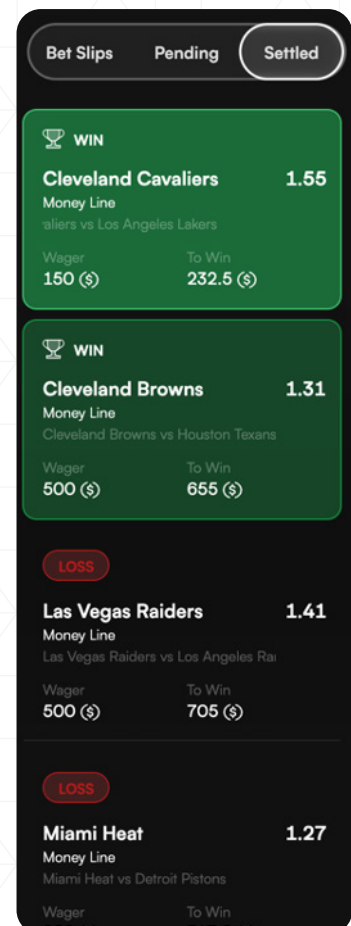 Bet Slips Pending Settled
WIN
Cleveland Cavaliers 1.55
Money Line
aliers vs Los Angeles Lakers
Wager To Win
150 ($) 232.5 ($)
WIN
Cleveland Browns 1.31
Money Line
Cleveland Browns vs Houston Texans
Wager To Win
500 ($) 655 ($)
LOSS
Las Vegas Raiders 1.41
Money Line
Las Vegas Raiders vs Los Angeles Ra
Wager To Win
500 ($) 705 ($)
LOSS
Miami Heat 1.27
Money Line
Miami Heat vs Detroit Pistons
Wager To Win